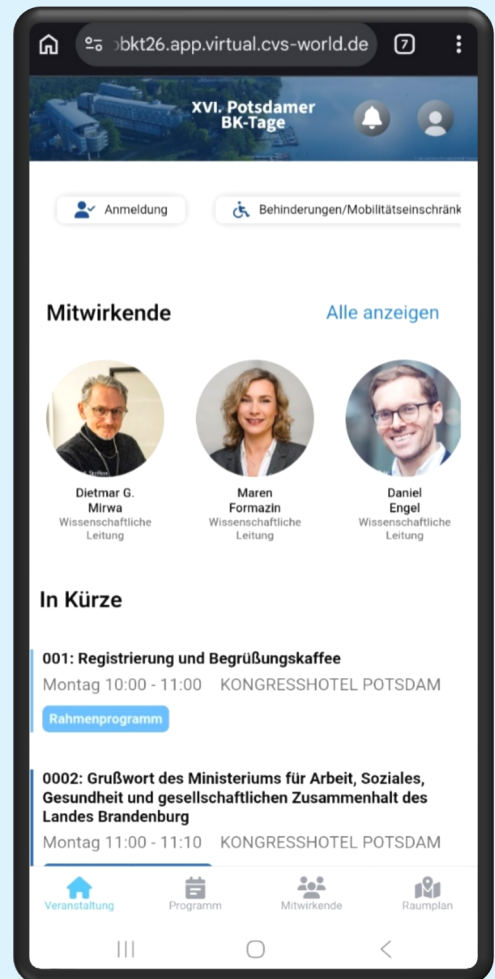 bkt26.app.virtual.cvs-world.de
7
XVI. Potsdamer
BK-Tage
Anmeldung
Behinderungen/Mobilitätseinschränk
Mitwirkende
Alle anzeigen
Dietmar G.
Mirwa
Wissenschaftliche
Leitung
Maren
Formazin
Wissenschaftliche
Leitung
Daniel
Engel
Wissenschaftliche
Leitung
In Kürze
001: Registrierung und Begrüßungskaffee
Montag 10:00 - 11:00 KONGRESSHOTEL POTSDAM
Rahmenprogramm
0002: Grußwort des Ministeriums für Arbeit, Soziales,
Gesundheit und gesellschaftlichen Zusammenhalt des
Landes Brandenburg
Montag 11:00 - 11:10 KONGRESSHOTEL POTSDAM
Veranstaltung
Programm
Mitwirkende
Raumplan